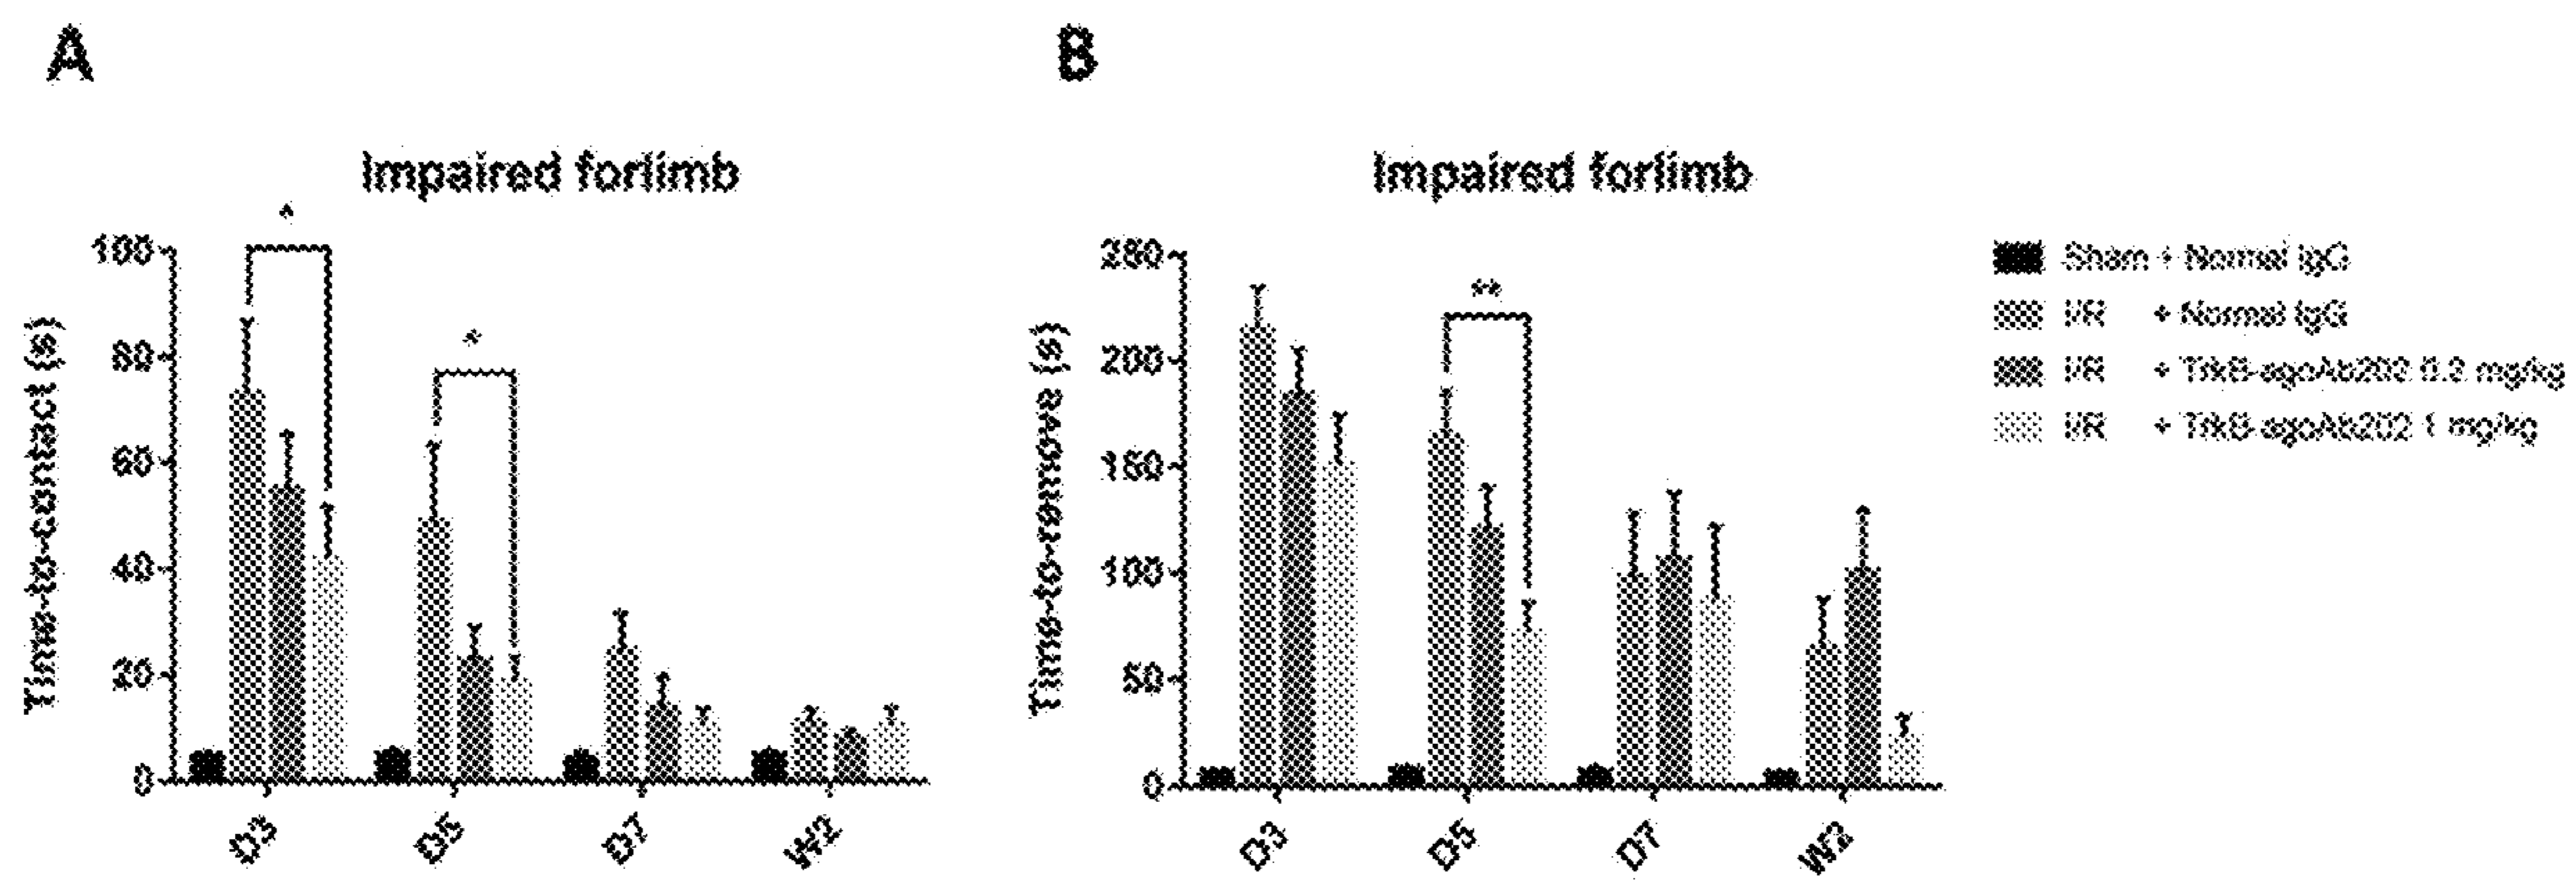 A
B
Impaired forlimb
Impaired forlimb
*
**
*
100
80
60
40
20
0
Time-to-contact (s)
D3
D5
D7
W2
250
200
150
100
50
0
Time-to-remove (s)
D3
D5
D7
W2
Sham + Normal IgG
I/R + Normal IgG
I/R + TrkB-agoAb202 0.2 mg/kg
I/R + TrkB-agoAb202 1 mg/kg